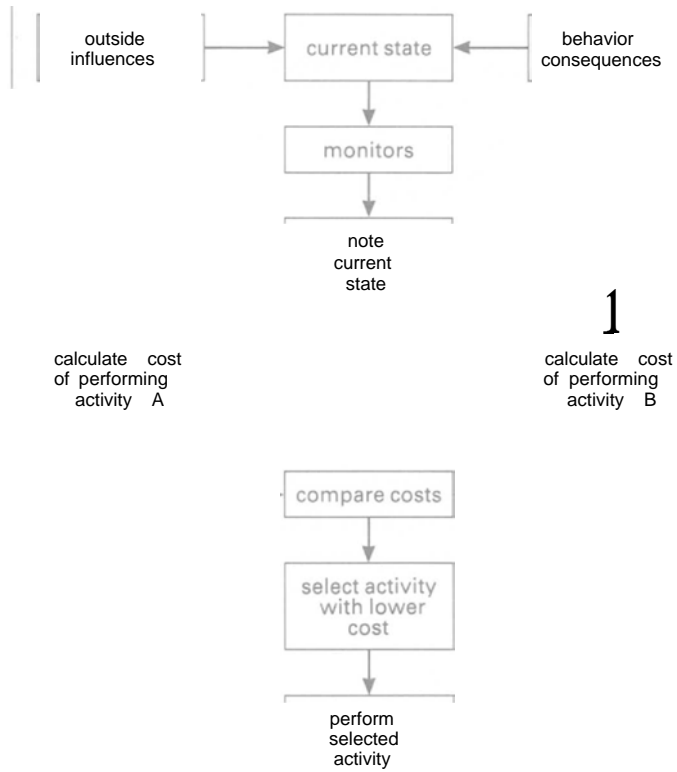 outside
influences
current state
behavior
consequences
monitors
note
current
state
1
calculate cost
of performing
activity A
calculate cost
of performing
activity B
compare costs
select activity
with lower
cost
perform
selected
activity